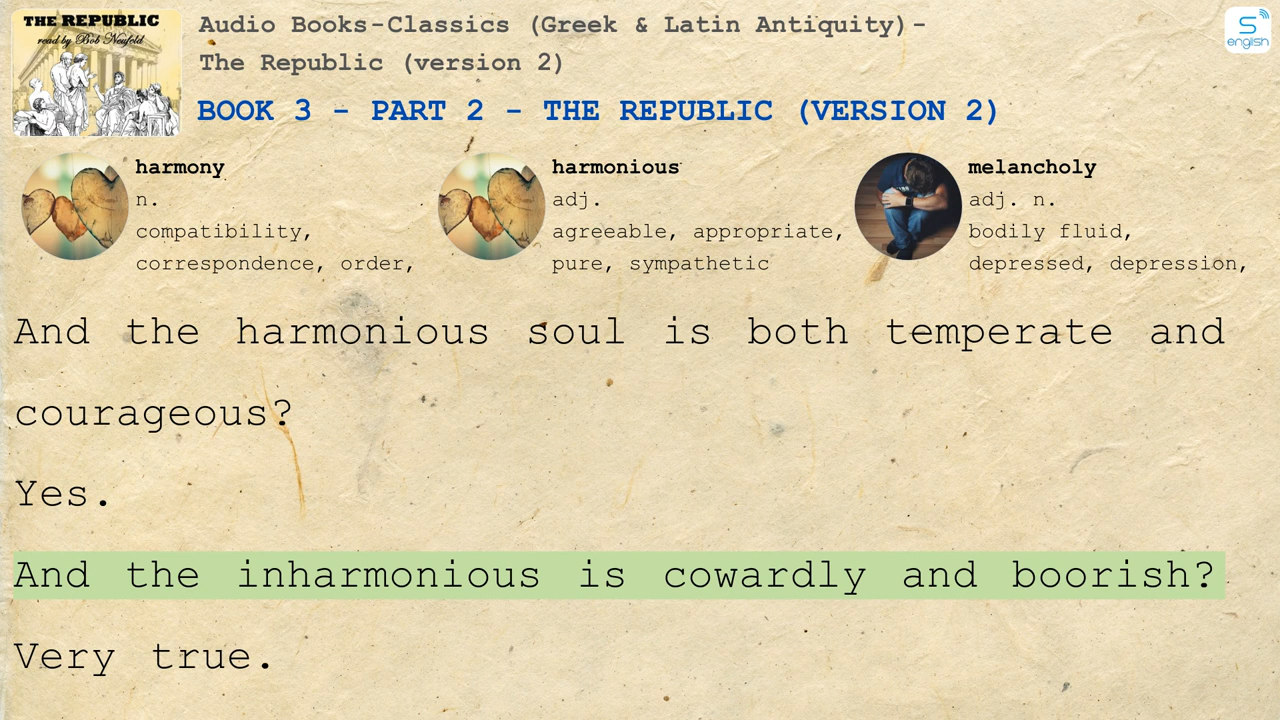 THE REPUBLIC
read by Bob Neufeld
Audio Books-Classics (Greek & Latin Antiquity)-
The Republic (version 2)
BOOK 3 - PART 2 - THE REPUBLIC (VERSION 2)
S
english
harmony
n.
compatibility,
correspondence, order,
harmonious
adj.
agreeable, appropriate,
pure, sympathetic
melancholy
adj. n.
bodily fluid,
depressed, depression,
And the harmonious soul is both temperate and
courageous?
Yes.
And the inharmonious is cowardly and boorish?
Very true.